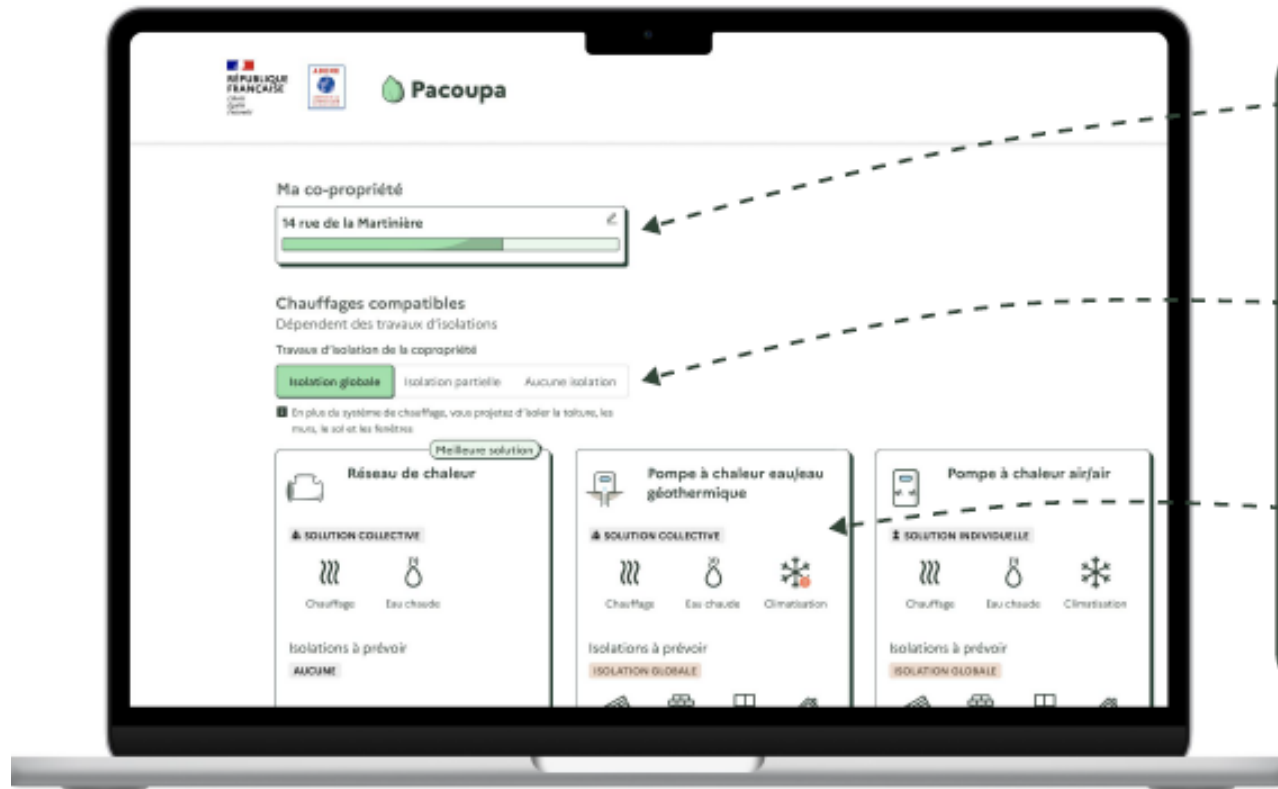 RÉPUBLIQUE
FRANÇAISE
Liberté
Égalité
Fraternité
ADEME
Pacoupa
Ma co-propriété
14 rue de la Martinière
Chauffages compatibles
Dépendent des travaux d'isolations
Travaux d'isolation de la copropriété
Isolation globale Isolation partielle Aucune isolation
En plus du système de chauffage, vous projetez d'isoler la toiture, les
murs, le sol et les fenêtres
Meilleure solution
Réseau de chaleur
SOLUTION COLLECTIVE
Chauffage Eau chaude
Isolations à prévoir
AUCUNE
Pompe à chaleur eau/eau
géothermique
SOLUTION COLLECTIVE
Chauffage Eau chaude Climatisation
Isolations à prévoir
ISOLATION GLOBALE
Pompe à chaleur air/air
SOLUTION INDIVIDUELLE
Chauffage Eau chaude Climatisation
Isolations à prévoir
ISOLATION GLOBALE